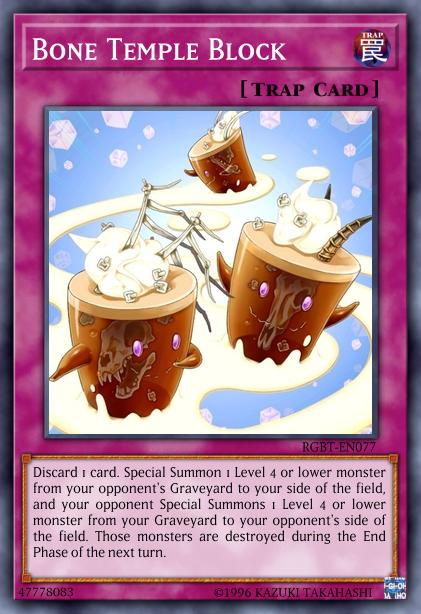 Bone Temple Block
TRAP
罠
[Trap Card]
RGBT-EN077
Discard 1 card. Special Summon 1 Level 4 or lower monster
from your opponent's Graveyard to your side of the field,
and your opponent Special Summons 1 Level 4 or lower
monster from your Graveyard to your opponent's side of
the field. Those monsters are destroyed during the End
Phase of the next turn.
47778083
©1996 KAZUKI TAKAHASHI